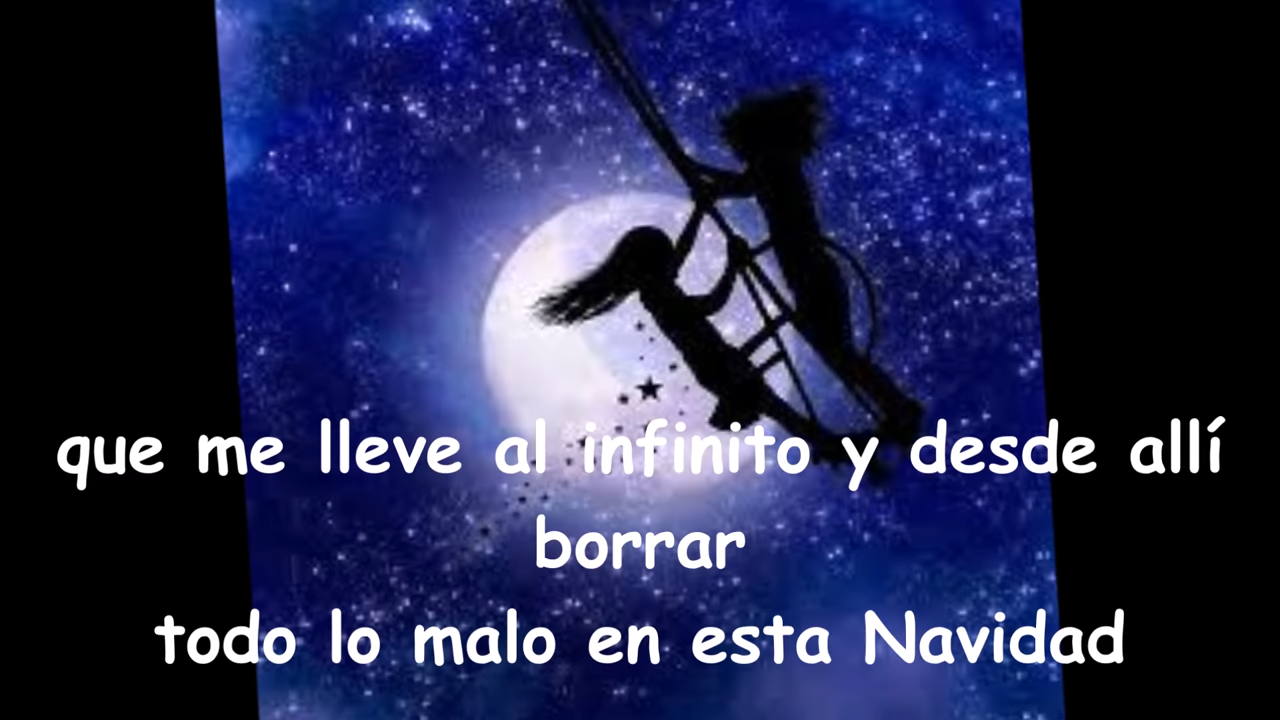 que me lleve al infinito y desde allí
borrar
todo lo malo en esta Navidad